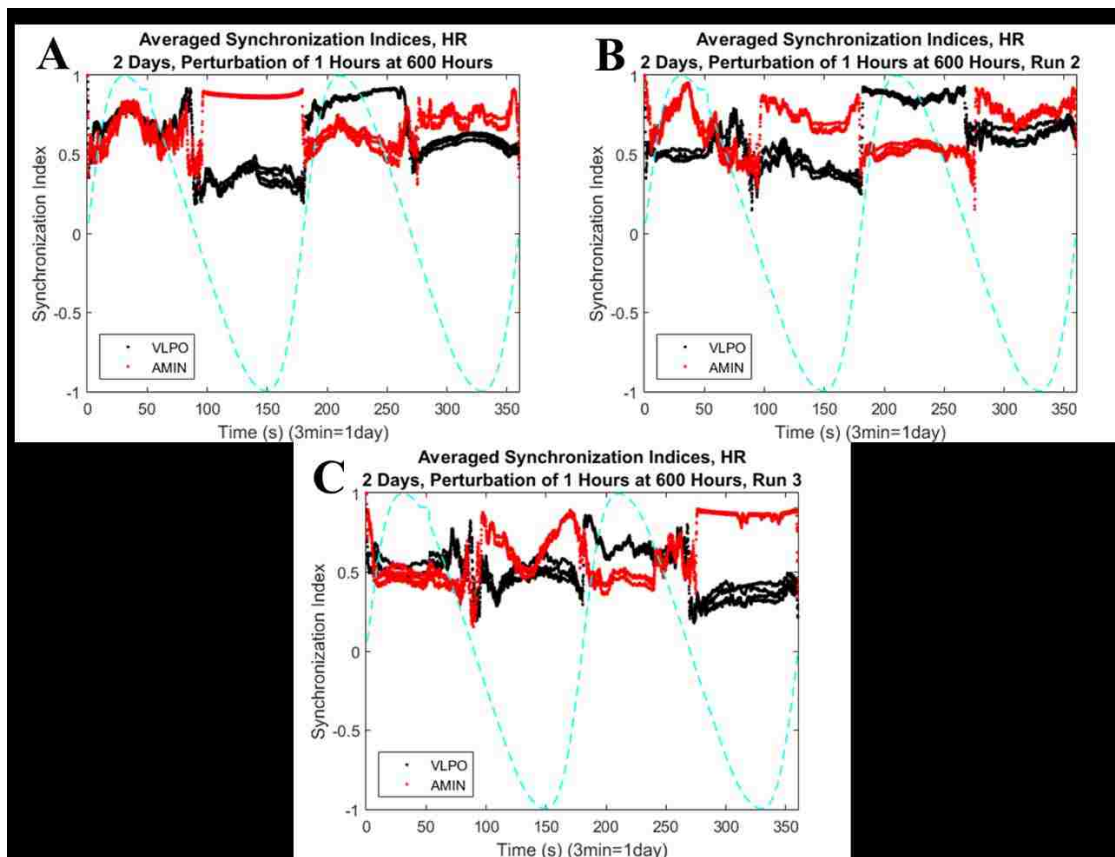 A
Averaged Synchronization Indices, HR
2 Days, Perturbation of 1 Hours at 600 Hours
1
0.5
0
-0.5
-1
Synchronization Index
VLPO
AMIN
0 50 100 150 200 250 300 350
Time (s) (3min=1day)
B
Averaged Synchronization Indices, HR
2 Days, Perturbation of 1 Hours at 600 Hours, Run 2
1
0.5
0
-0.5
-1
Synchronization Index
VLPO
AMIN
0 50 100 150 200 250 300 350
Time (s) (3min=1day)
C
Averaged Synchronization Indices, HR
2 Days, Perturbation of 1 Hours at 600 Hours, Run 3
1
0.5
0
-0.5
-1
Synchronization Index
VLPO
AMIN
0 50 100 150 200 250 300 350
Time (s) (3min=1day)